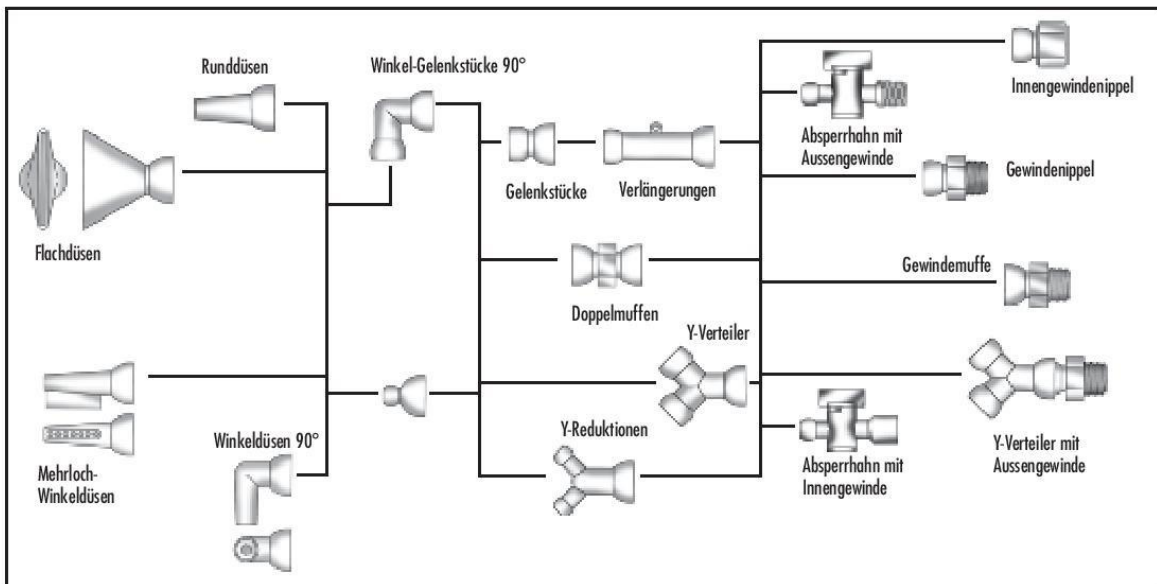 Runddüsen
Winkel-Gelenkstücke 90°
Innengewindenippel
Absperrhahn mit
Aussengewinde
Gewindenippel
Gelenkstücke
Verlängerungen
Flachdüsen
Gewindemuffe
Doppelmuffen
Y-Verteiler
Y-Reduktionen
Winkeldüsen 90°
Mehrloch-
Winkeldüsen
Absperrhahn mit
Innengewinde
Y-Verteiler mit
Aussengewinde